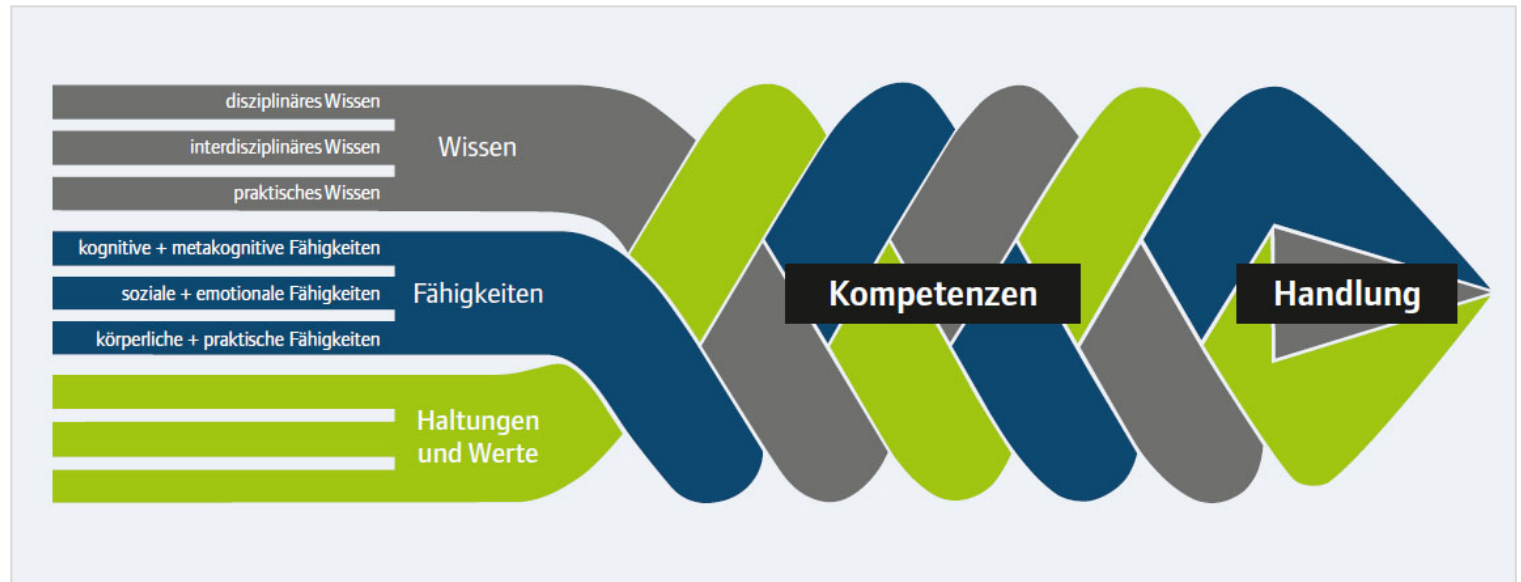 disziplinäres Wissen
interdisziplinäres Wissen
praktisches Wissen
Wissen
kognitive + metakognitive Fähigkeiten
soziale + emotionale Fähigkeiten
körperliche + praktische Fähigkeiten
Fähigkeiten
Haltungen
und Werte
Kompetenzen
Handlung